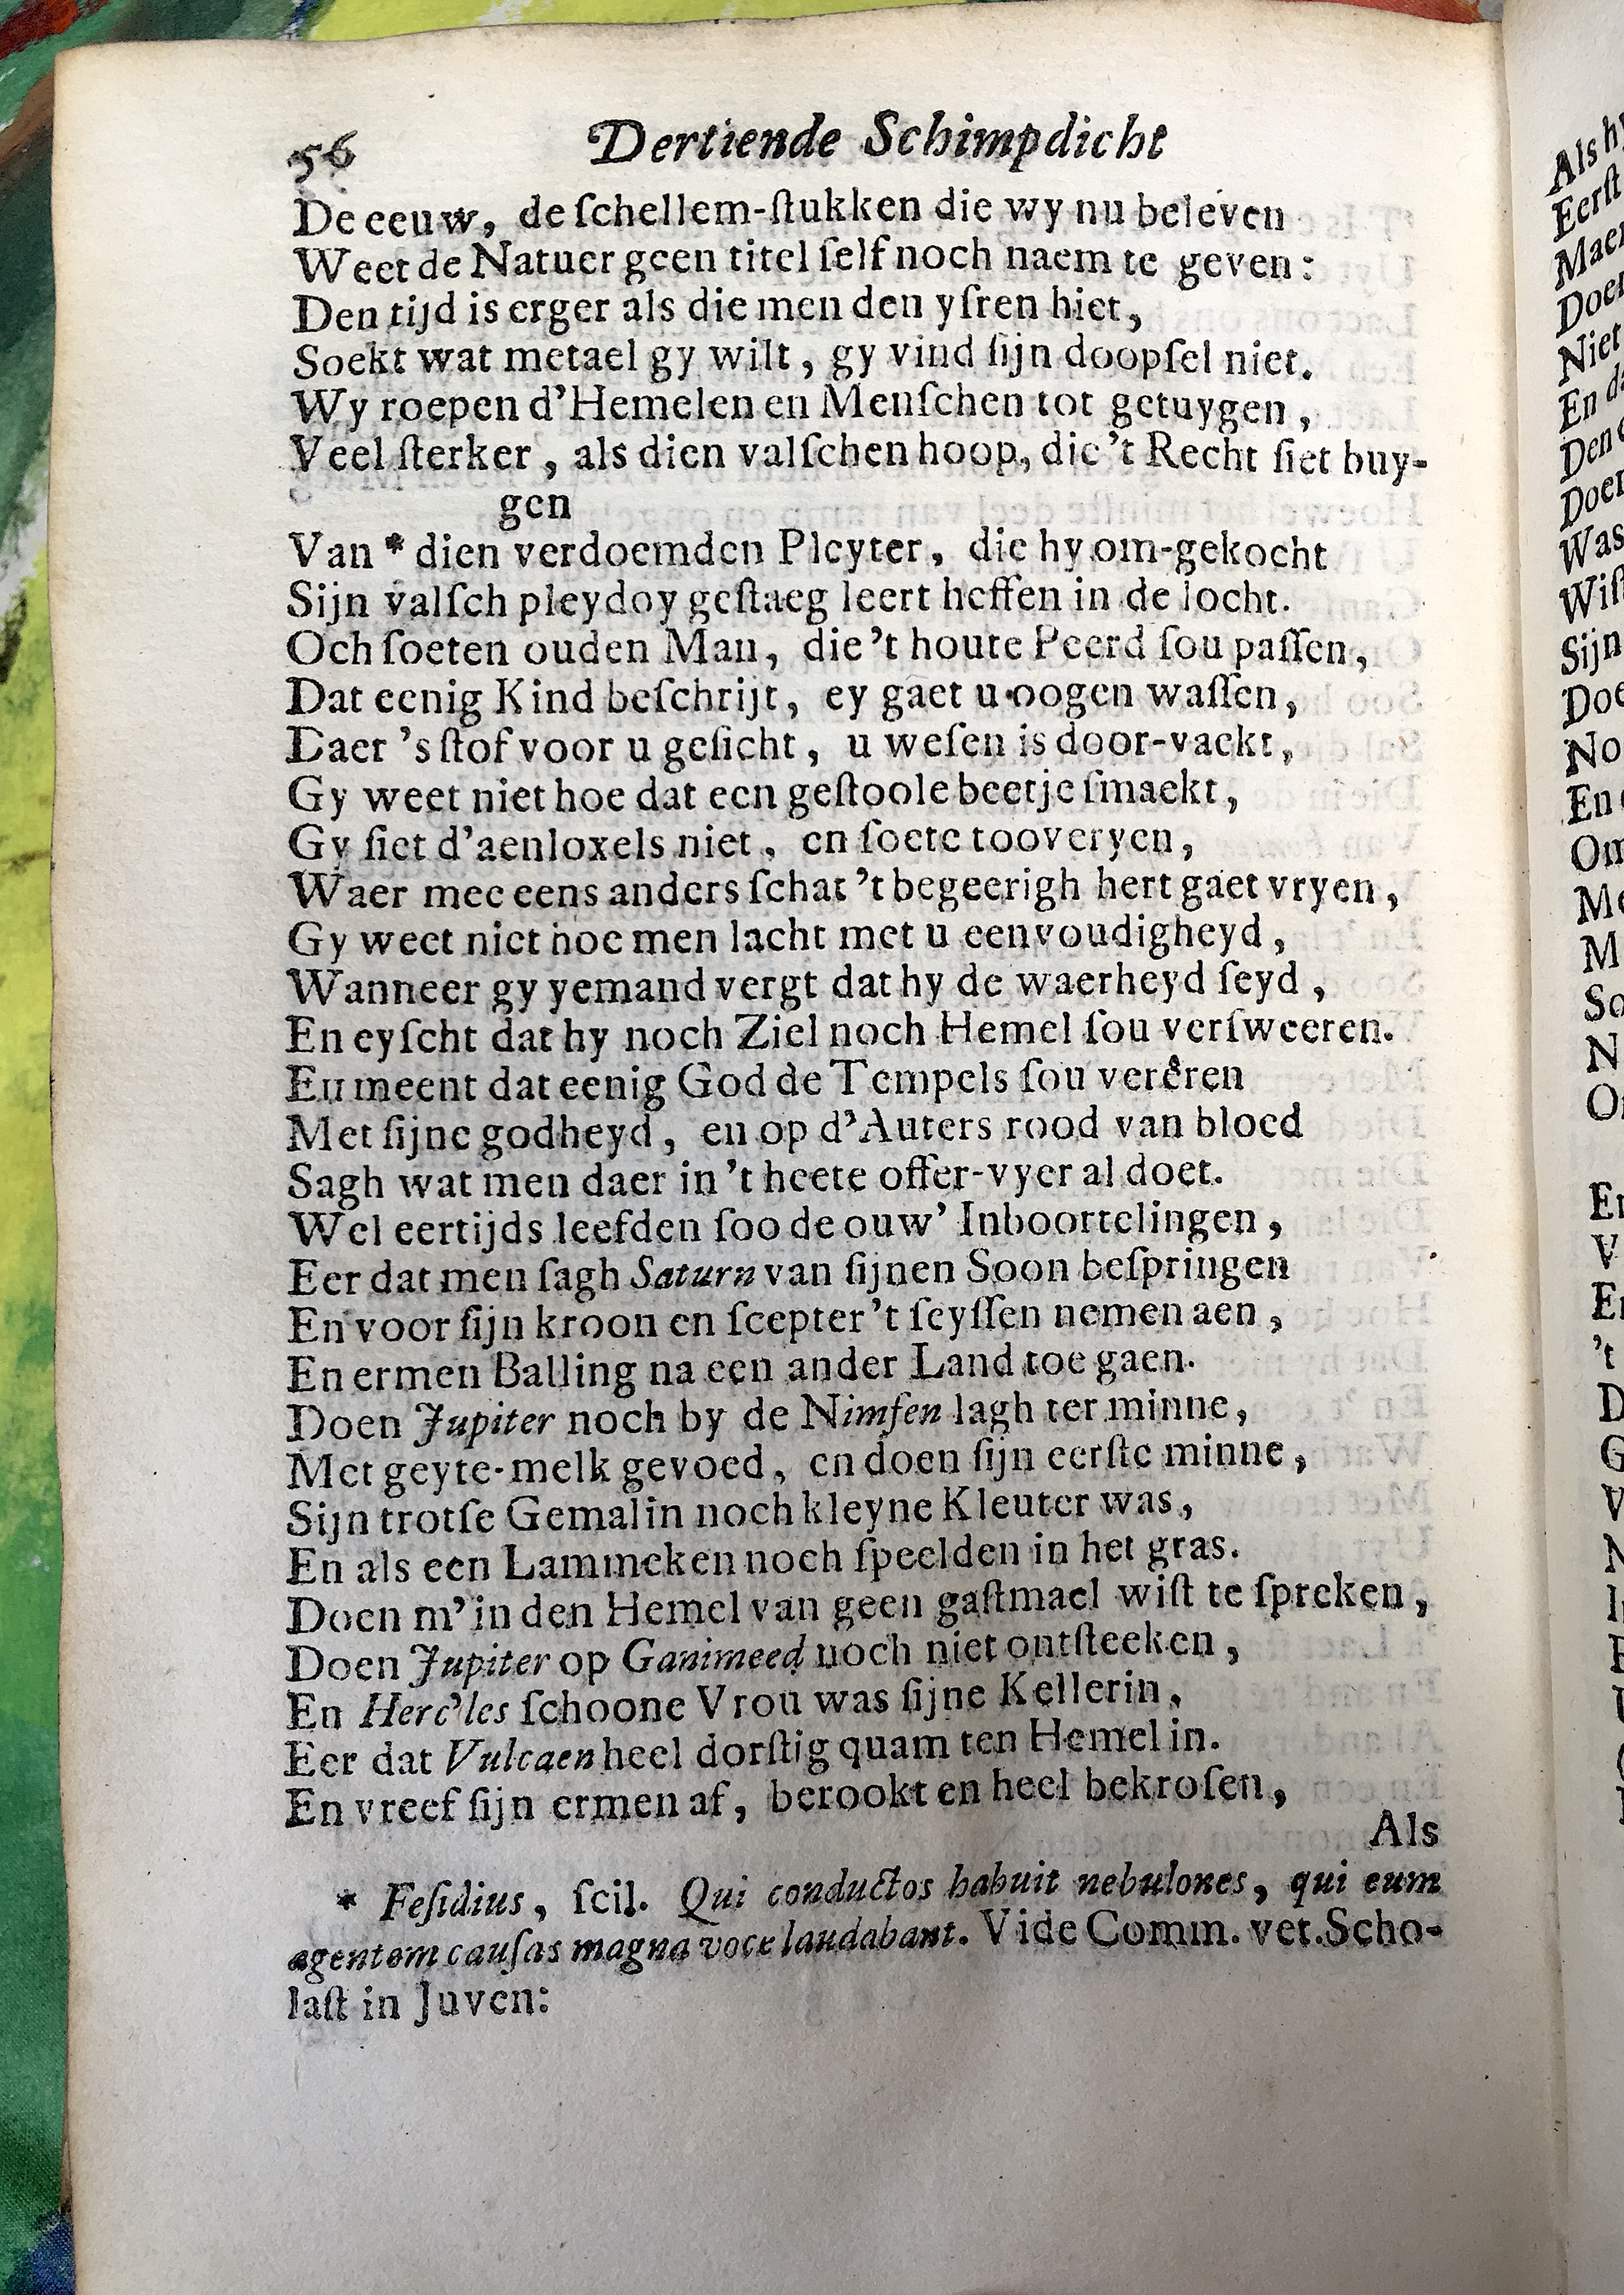 56 Dertiende Schimpdicht
De eeuw, de ſchellem-ſtukken die wy nu beleven
Weet de Natuer geen titel ſelf noch naem te geven:
Den tijd is erger als die men den yſren hiet,
Soekt wat metael gy wilt, gy vind ſijn doopſel niet.
Wy roepen d'Hemelen en Menſchen tot getuygen,
Veel ſterker, als dien valſchen hoop, die 't Recht ſiet buy-
gen
Van * dien verdoemden Pleyter, die hy om-gekocht
Sijn valſch pleydoy geſtaeg leert heffen in de locht.
Och ſoeten ouden Man, die 't houte Peerd ſou paſſen,
Dat eenig Kind beſchrijt, ey gaet u oogen waſſen,
Daer 's ſtof voor u geſicht, u weſen is door-vaekt,
Gy weet niet hoe dat een geſtoole beetje ſmaekt,
Gy ſiet d'aenloxels niet, en ſoete tooveryen,
Waer mee eens anders ſchat 't begeerigh hert gaet vryen,
Gy weet niet hoe men lacht met u eenvoudigheyd,
Wanneer gy yemand vergt dat hy de waerheyd ſeyd,
En eyſcht dat hy noch Ziel noch Hemel ſou verſweeren.
En meent dat eenig God de Tempels ſou verêren
Met ſijne godheyd, en op d'Auters rood van bloed
Sagh wat men daer in 't heete offer-vyer al doet.
Wel eertijds leefden ſoo de ouw' Inboortelingen,
Eer dat men ſagh Saturn van ſijnen Soon beſpringen
En voor ſijn kroon en ſcepter 't ſeyſſen nemen aen,
En ermen Balling na een ander Land toe gaen.
Doen Jupiter noch by de Nimfen lagh ter minne,
Met geyte-melk gevoed, en doen ſijn eerſte minne,
Sijn trotſe Gemalin noch kleyne Kleuter was,
En als een Lammeken noch ſpeelden in het gras.
Doen m' in den Hemel van geen gaſtmael wiſt te ſpreken,
Doen Jupiter op Ganimeed noch niet ontſteeken,
En Herc'les ſchoone Vrou was ſijne Kellerin,
Eer dat Vulcaen heel dorſtig quam ten Hemel in.
En vreef ſijn ermen af, berookt en heel bekroſen,
Als
* Feſidius, ſcil. Qui conductos habuit nebulones, qui eum
agentem cauſas magna voce laudabant. Vide Comm. vet. Scho-
laſt in Juven:
Als hy
Eerſt
Maer
Doen
Niet